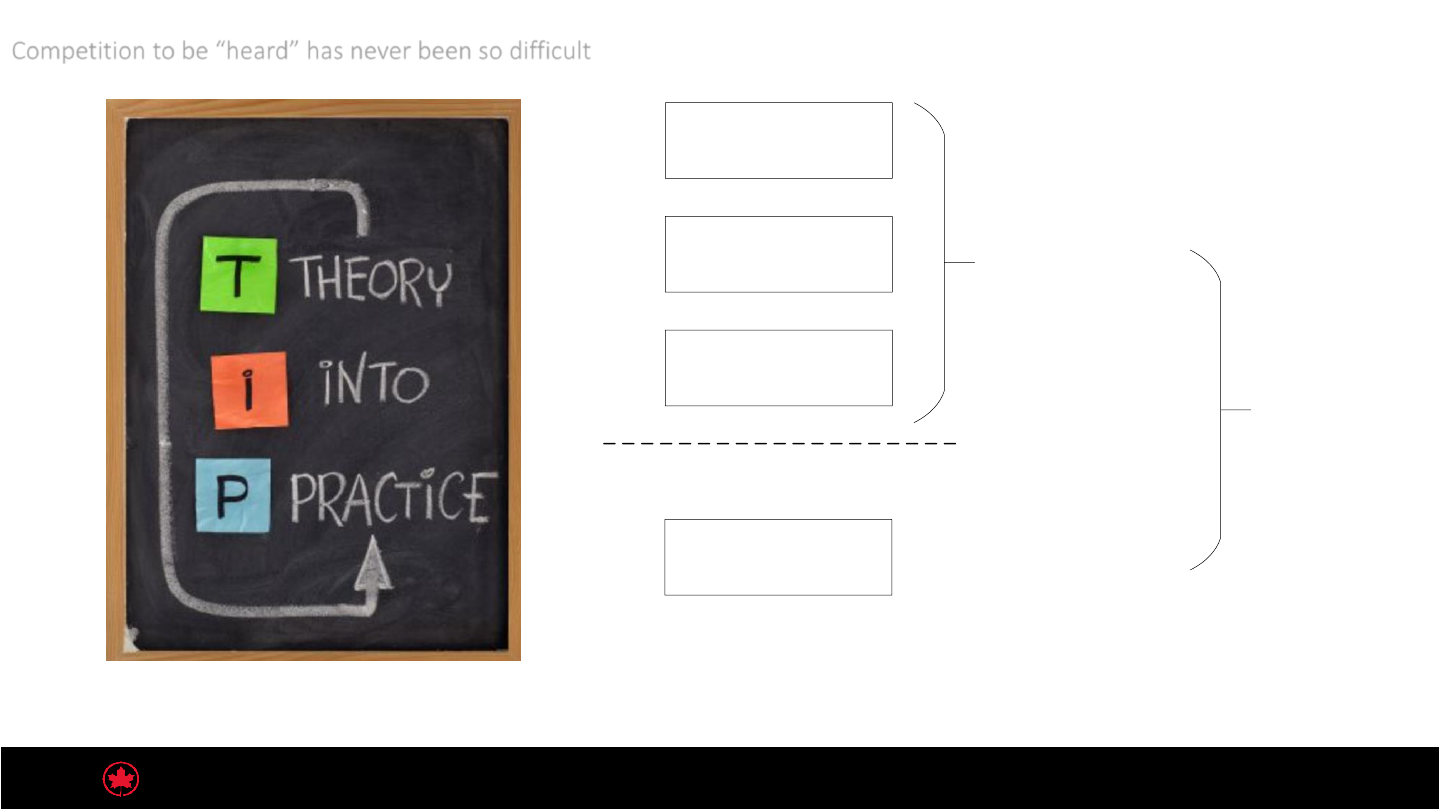 Competition to be “heard” has never been so difficult
T THEORY
i iNTO
P PRACTiCE